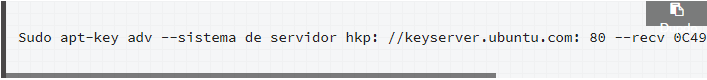 Sudo apt-key adv --sistema de servidor hkp: //keyserver.ubuntu.com: 80 --recv 0C49